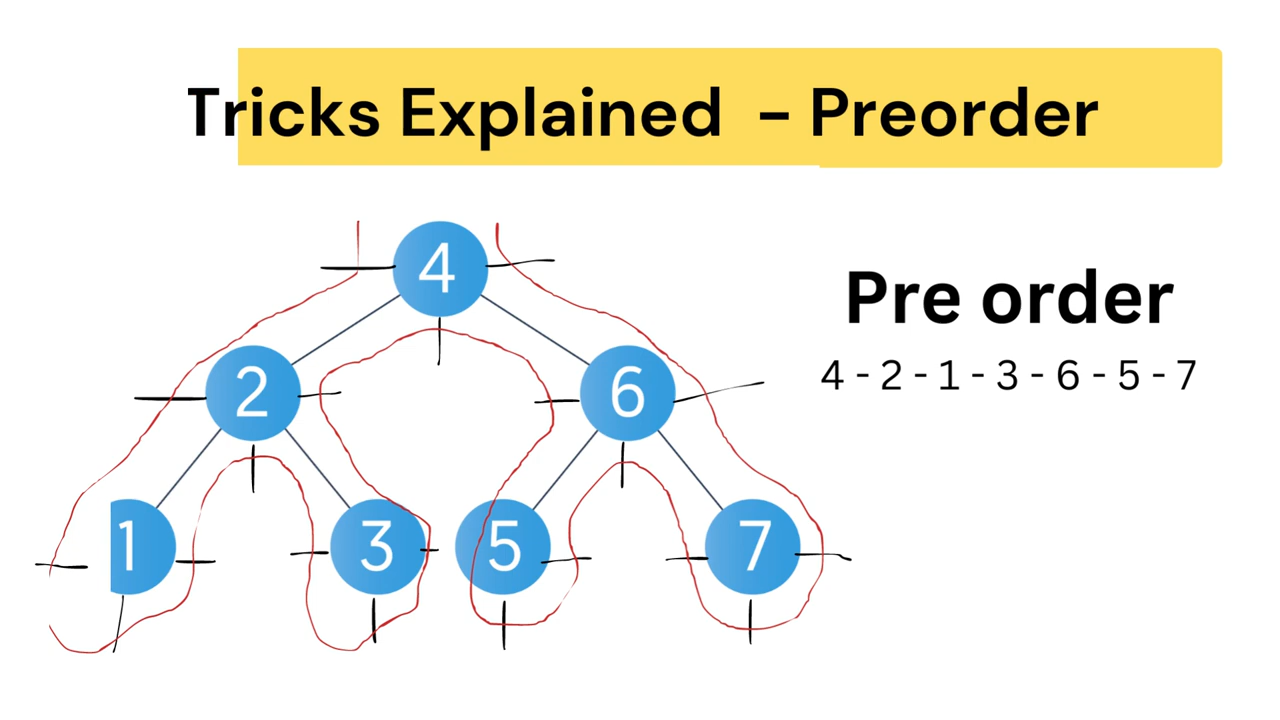 Tricks Explained - Preorder
4
Pre order
4 - 2 - 1 - 3 - 6 - 5 - 7
2 6
1 3 5 7